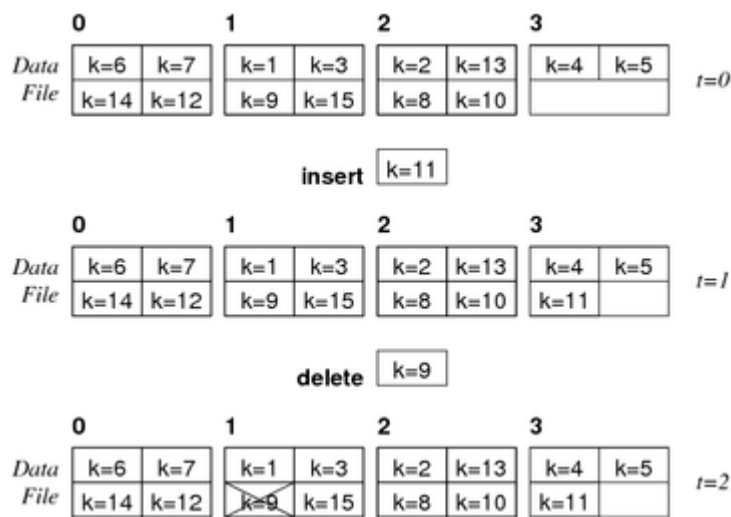 0 1 2 3
Data File k=6 k=7 k=1 k=3 k=2 k=13 k=4 k=5 t=0
k=14 k=12 k=9 k=15 k=8 k=10
insert k=11
0 1 2 3
Data File k=6 k=7 k=1 k=3 k=2 k=13 k=4 k=5 t=1
k=14 k=12 k=9 k=15 k=8 k=10 k=11
delete k=9
0 1 2 3
Data File k=6 k=7 k=1 k=3 k=2 k=13 k=4 k=5 t=2
k=14 k=12 k=9 k=15 k=8 k=10 k=11